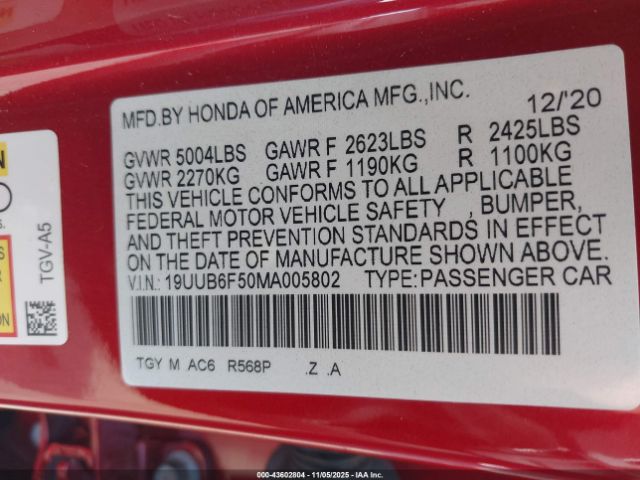 MFD.BY HONDA OF AMERICA MFG.,INC. 12/'20
GVWR 5004LBS GAWR F 2623LBS R 2425LBS
GVWR 2270KG GAWR F 1190KG R 1100KG
THIS VEHICLE CONFORMS TO ALL APPLICABLE
FEDERAL MOTOR VEHICLE SAFETY , BUMPER,
AND THEFT PREVENTION STANDARDS IN EFFECT
ON THE DATE OF MANUFACTURE SHOWN ABOVE.
V.I.N.: 19UUB6F50MA005802 TYPE:PASSENGER CAR
TGY M AC6 R568P .Z .A
TGV-A5
000-43602804 - 11/05/2025 - IAA Inc.